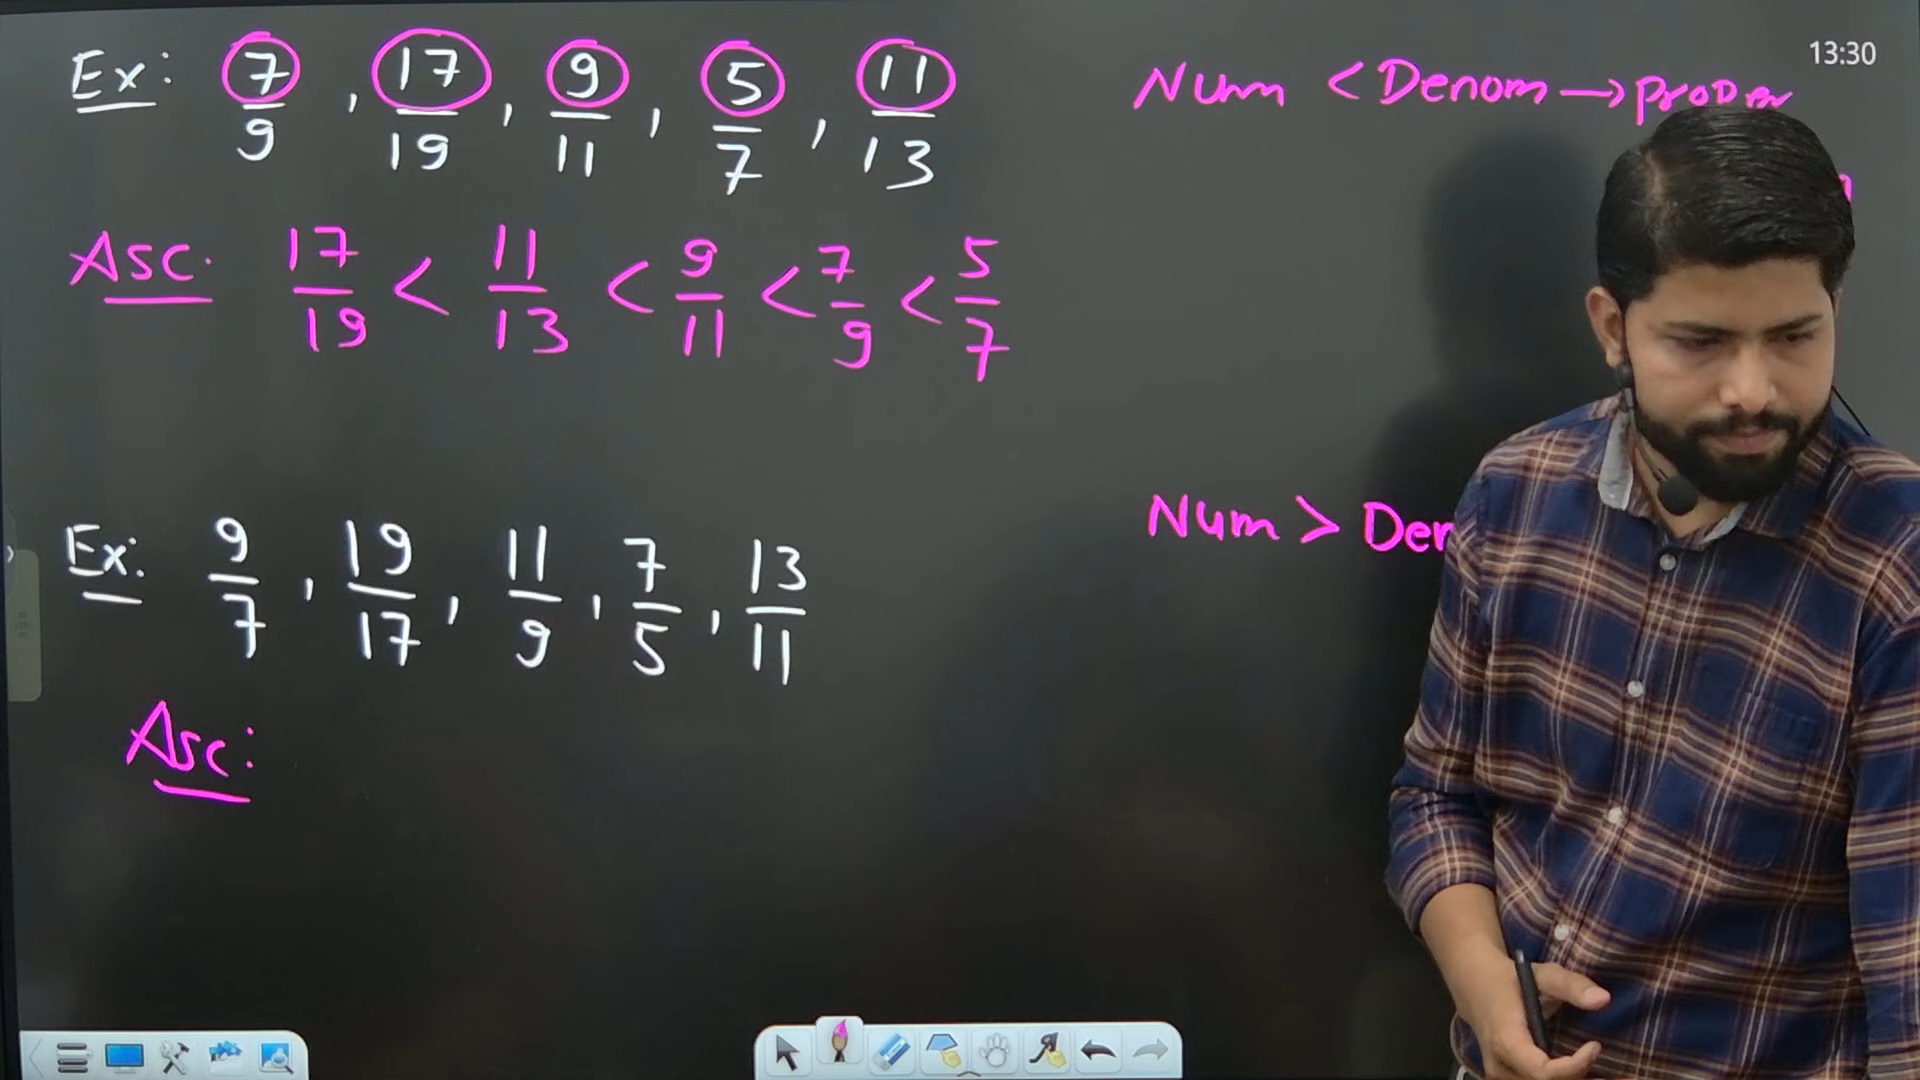 13:30
Ex: 7/9 , 17/19 , 9/11 , 5/7 , 11/13
Num < Denom → proper
Asc. 17/19 < 11/13 < 9/11 < 7/9 < 5/7
Num >
Ex: 9/7 , 19/17 , 11/9 , 7/5 , 13/11
Asc: